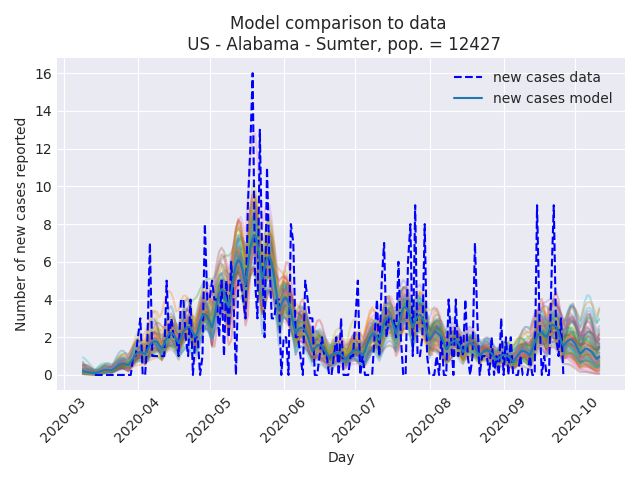 Model comparison to data
US - Alabama - Sumter, pop. = 12427
new cases data
new cases model
Number of new cases reported
16
14
12
10
8
6
4
2
0
2020-03
2020-04
2020-05
2020-06
2020-07
2020-08
2020-09
2020-10
Day